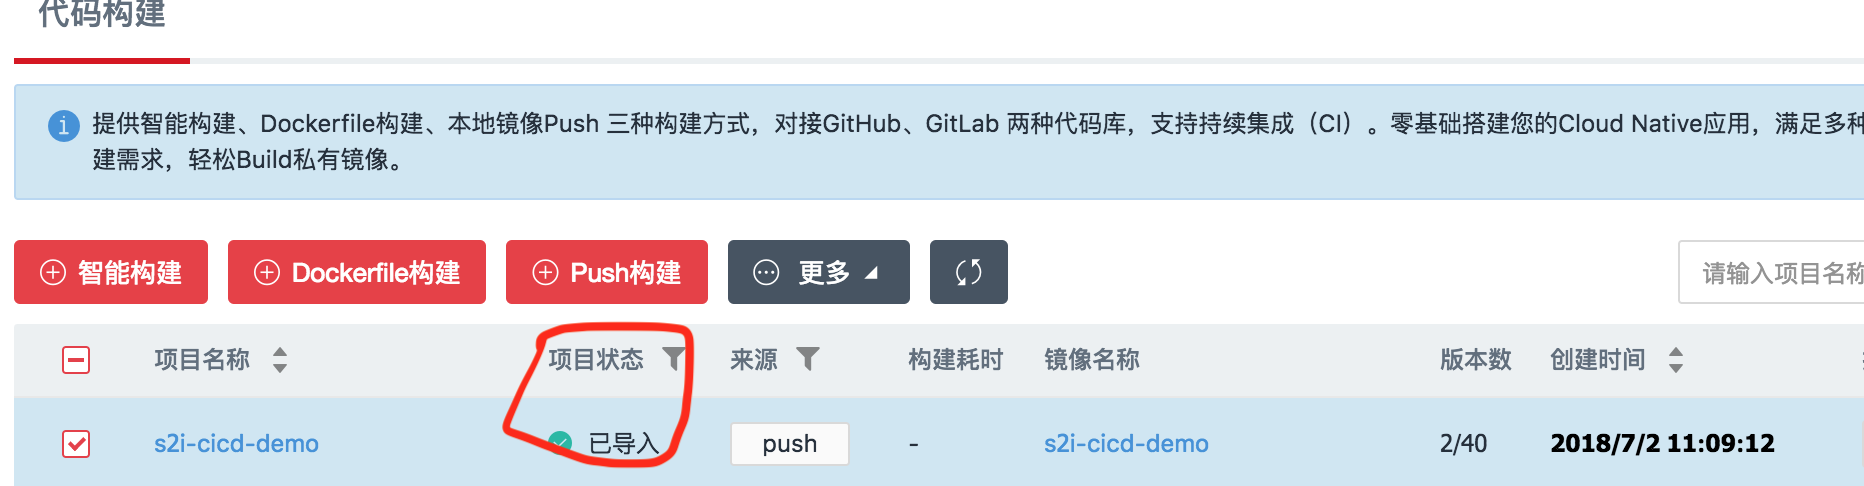 代码构建
提供智能构建、Dockerfile构建、本地镜像Push 三种构建方式，对接GitHub、GitLab 两种代码库，支持持续集成（CI）。零基础搭建您的Cloud Native应用，满足多种
建需求，轻松Build私有镜像。
智能构建 Dockerfile构建 Push构建 更多 请输入项目名称
项目名称 项目状态 来源 构建耗时 镜像名称 版本数 创建时间
s2i-cicd-demo 已导入 push - s2i-cicd-demo 2/40 2018/7/2 11:09:12